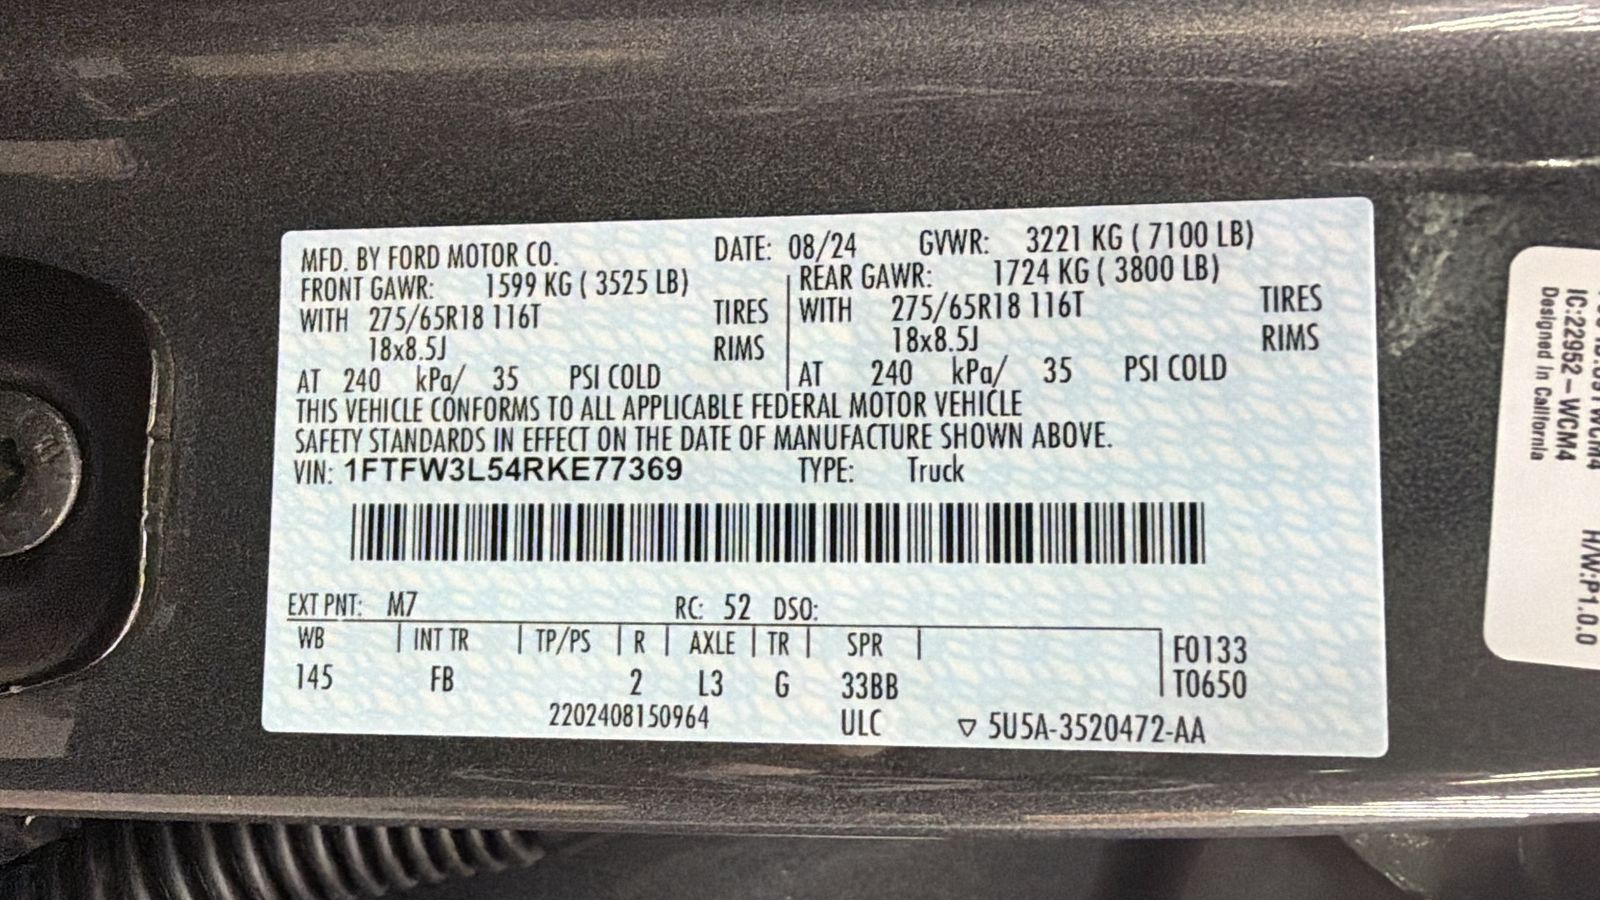 MFD. BY FORD MOTOR CO. DATE: 08/24 GVWR: 3221 KG ( 7100 LB)
FRONT GAWR: 1599 KG ( 3525 LB) REAR GAWR: 1724 KG ( 3800 LB)
WITH 275/65R18 116T TIRES WITH 275/65R18 116T TIRES
18x8.5J RIMS 18x8.5J RIMS
AT 240 kPa/ 35 PSI COLD AT 240 kPa/ 35 PSI COLD
THIS VEHICLE CONFORMS TO ALL APPLICABLE FEDERAL MOTOR VEHICLE
SAFETY STANDARDS IN EFFECT ON THE DATE OF MANUFACTURE SHOWN ABOVE.
VIN: 1FTFW3L54RKE77369 TYPE: Truck
EXT PNT: M7 RC: 52 DSO:
WB INT TR TP/PS R AXLE TR SPR F0133
145 FB 2 L3 G 33BB T0650
2202408150964 ULC ▽ 5U5A-3520472-AA
IC:22952-WCM4 H/W:P1.0.0
Designed In California